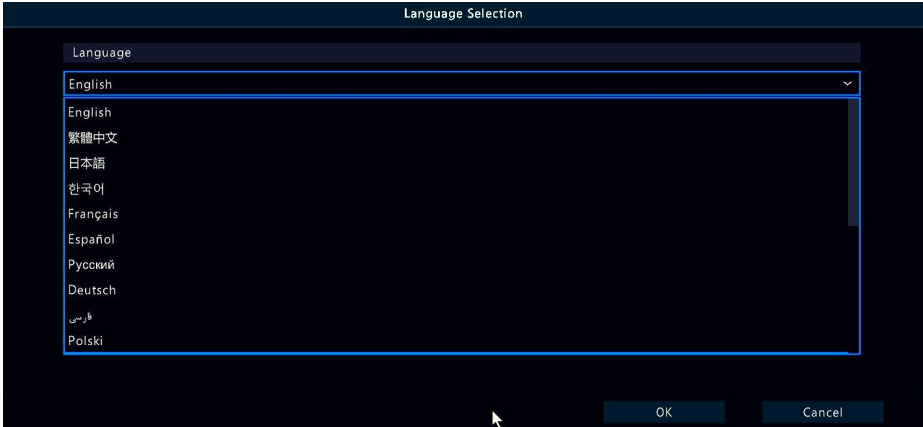 Language Selection
Language
English
English
繁體中文
日本語
한국어
Français
Español
Русский
Deutsch
فارسی
Polski
OK
Cancel